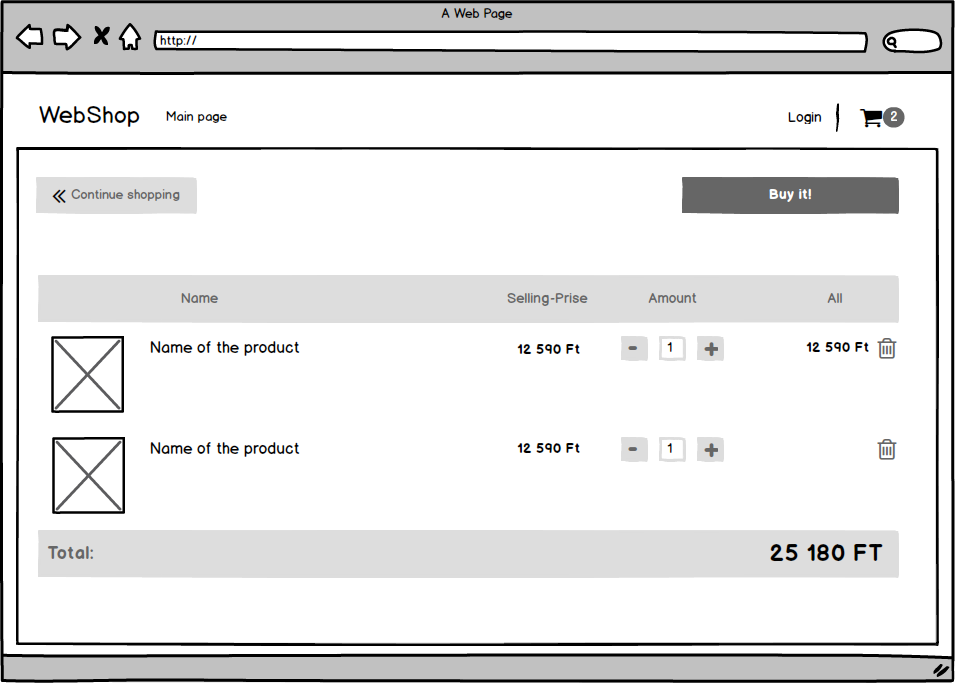 A Web Page
http://
WebShop Main page Login 2
Continue shopping Buy it!
Name Selling-Prise Amount All
Name of the product 12 590 Ft - 1 + 12 590 Ft
Name of the product 12 590 Ft - 1 +
Total: 25 180 FT